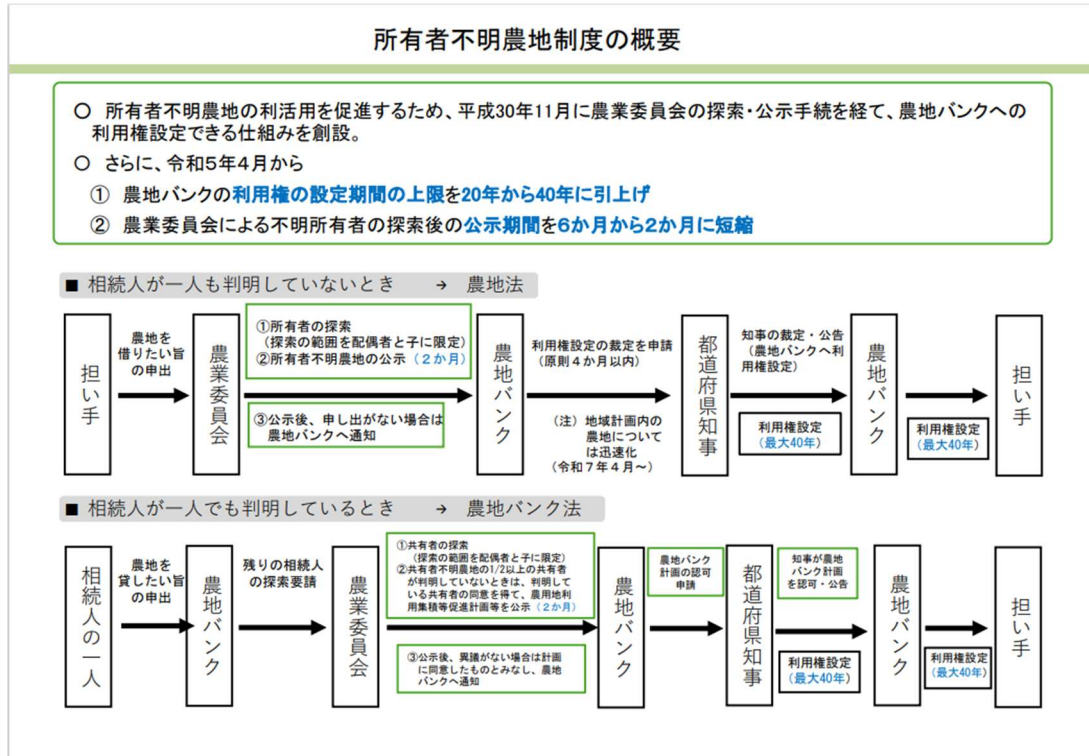 所有者不明農地制度の概要
○ 所有者不明農地の利活用を促進するため、平成30年11月に農業委員会の探索・公示手続を経て、農地バンクへの
利用権設定できる仕組みを創設。
○ さらに、令和5年4月から
① 農地バンクの利用権の設定期間の上限を20年から40年に引上げ
② 農業委員会による不明所有者の探索後の公示期間を6か月から2か月に短縮
■ 相続人が一人も判明していないとき → 農地法
担い手
農地を
借りたい旨
の申出
農業委員会
①所有者の探索
(探索の範囲を配偶者と子に限定)
②所有者不明農地の公示（２か月）
③公示後、申し出がない場合は
農地バンクへ通知
農地バンク
利用権設定の裁定を申請
(原則４か月以内)
（注）地域計画内の
農地について
は迅速化
（令和７年４月～）
都道府県知事
知事の裁定・公告
(農地バンクへ利
用権設定)
利用権設定
(最大40年)
農地バンク
利用権設定
(最大40年)
担い手
■ 相続人が一人でも判明しているとき → 農地バンク法
相続人の一人
農地を
貸したい旨
の申出
農地バンク
残りの相続人
の探索要請
農業委員会
①共有者の探索
(探索の範囲を配偶者と子に限定)
②共有者不明農地の1/2以上の共有者
が判明していないときは、判明して
いる共有者の同意を得て、農用地利
用集積等促進計画等を公示（２か月）
③公示後、異議がない場合は計画
に同意したものとみなし、農地
バンクへ通知
農地バンク
農地バンク
計画の認可
申請
都道府県知事
知事が農地
バンク計画
を認可・公告
利用権設定
(最大40年)
農地バンク
利用権設定
(最大40年)
担い手